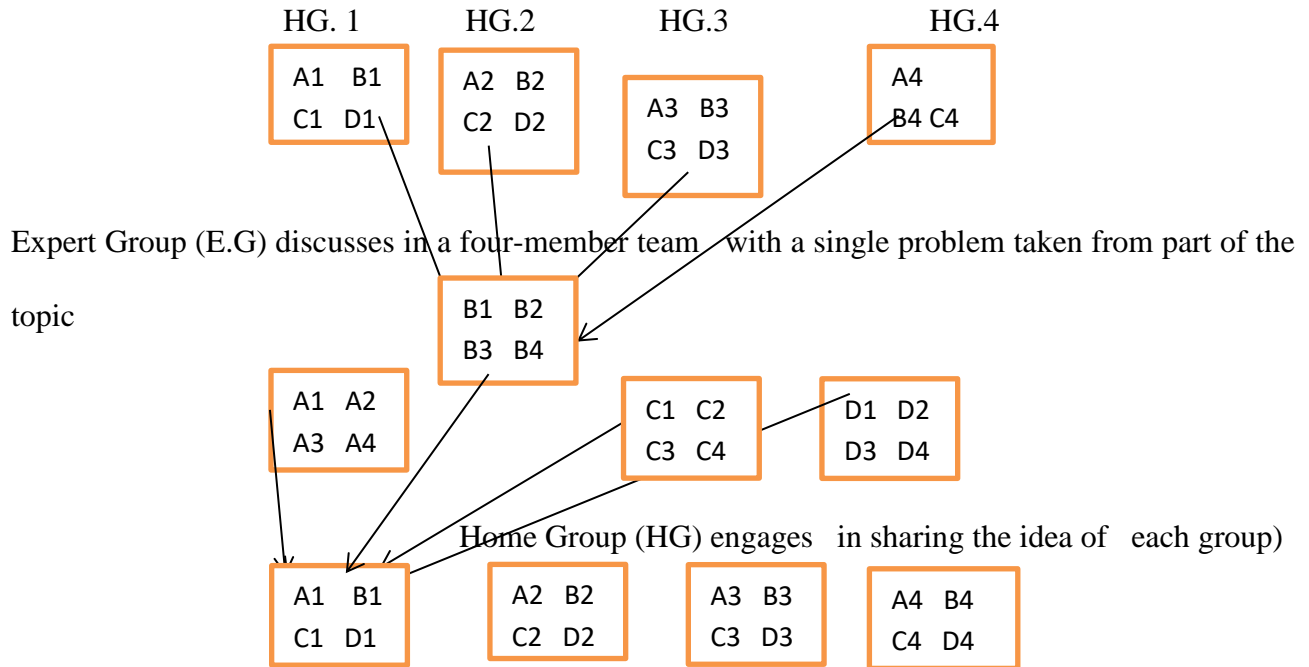 HG. 1 HG.2 HG.3 HG.4
A1 B1
C1 D1
A2 B2
C2 D2
A3 B3
C3 D3
A4
B4 C4
Expert Group (E.G) discusses in a four-member team with a single problem taken from part of the
topic
B1 B2
B3 B4
A1 A2
A3 A4
C1 C2
C3 C4
D1 D2
D3 D4
Home Group (HG) engages in sharing the idea of each group)
A1 B1
C1 D1
A2 B2
C2 D2
A3 B3
C3 D3
A4 B4
C4 D4